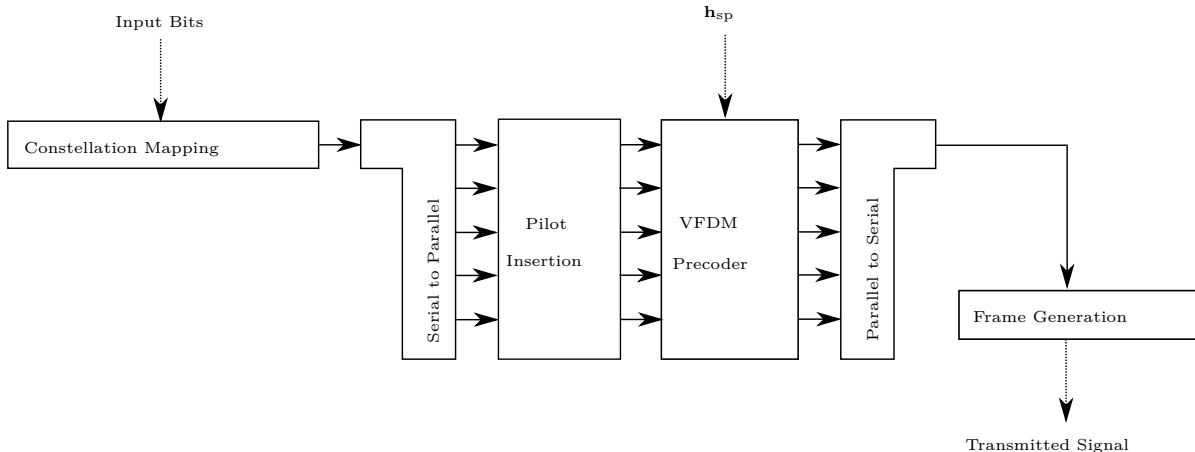 Input Bits
h_sp
Constellation Mapping
Serial to Parallel
Pilot
Insertion
VFDM
Precoder
Parallel to Serial
Frame Generation
Transmitted Signal